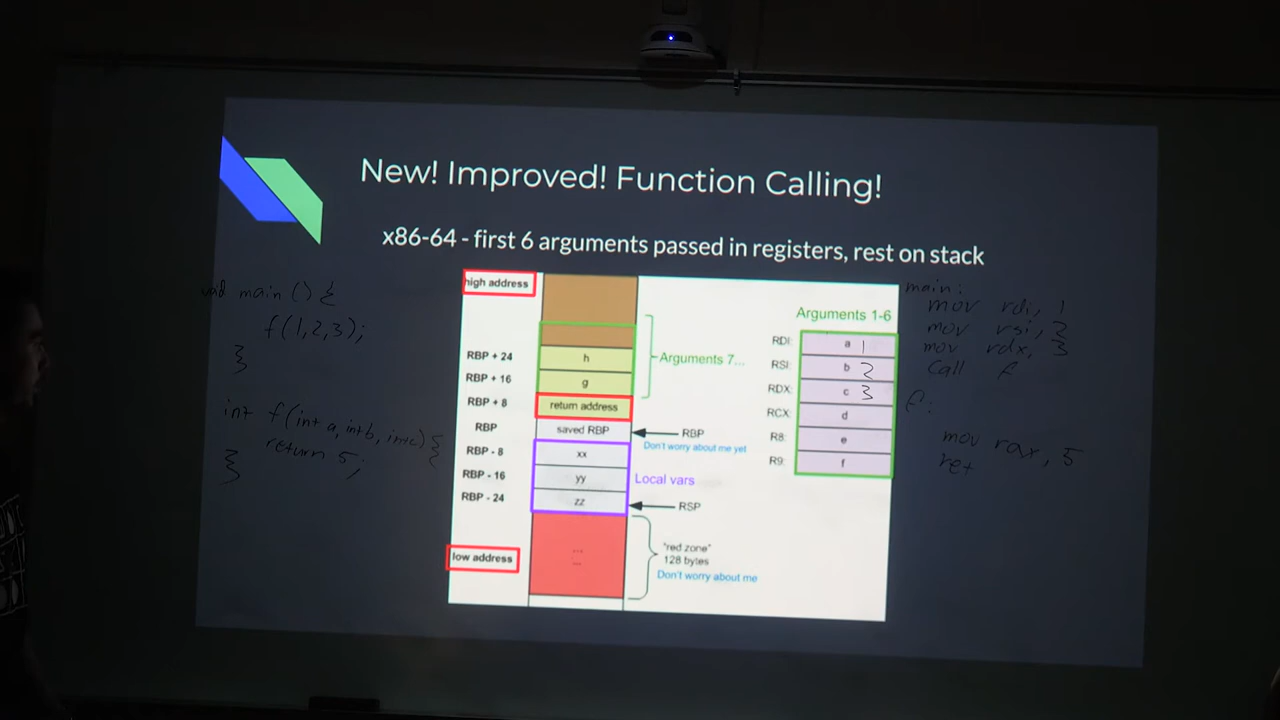 New! Improved! Function Calling!
x86-64 - first 6 arguments passed in registers, rest on stack
void main () {
f(1,2,3);
}
int f(int a, int b, int c) {
return 5;
}
high address
RBP + 24
h
RBP + 16
g
Arguments 7...
RBP + 8
return address
RBP
saved RBP
RBP
Don't worry about me yet
RBP - 8
xx
RBP - 16
yy
Local vars
RBP - 24
zz
RSP
low address
"red zone"
128 bytes
Don't worry about me
Arguments 1-6
RDI:
a 1
RSI:
b 2
RDX:
c 3
RCX:
d
R8:
e
R9:
f
main:
mov rdi, 1
mov rsi, 2
mov rdx, 3
call f
f:
mov rax, 5
ret